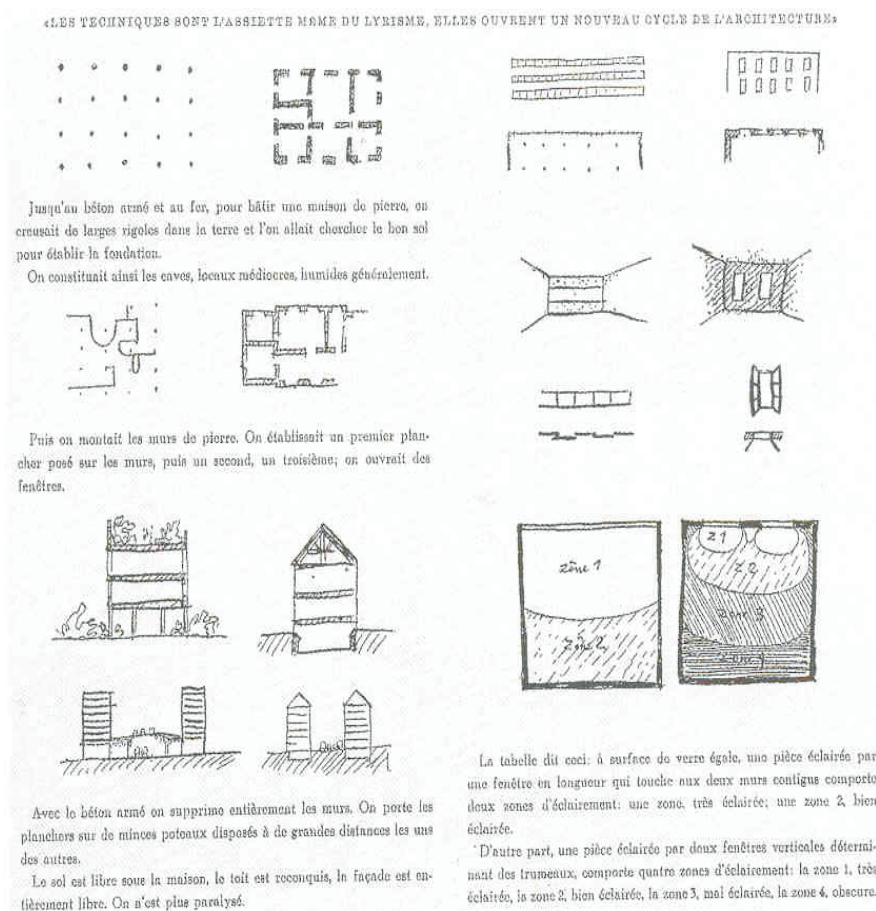 «LES TECHNIQUES SONT L'ASSIETTE MÊME DU LYRISME, ELLES OUVRENT UN NOUVEAU CYCLE DE L'ARCHITECTURE»
Jusqu'au béton armé et au fer, pour bâtir une maison de pierre, on
creusait de larges rigoles dans la terre et l'on allait chercher le bon sol
pour établir la fondation.
On constituait ainsi les caves, locaux médiocres, humides généralement.
Puis on montait les murs de pierre. On établissait un premier plan-
cher posé sur les murs, puis un second, un troisième; on ouvrait des
fenêtres.
Avec le béton armé on supprime entièrement les murs. On porte les
planchers sur de minces poteaux disposés à de grandes distances les uns
des autres.
Le sol est libre sous la maison, le toit est reconquis, la façade est en-
tièrement libre. On n'est plus paralysé.
zône 1
zône 2
z1
z2
zone 3
zone 4
La tabelle dit ceci: à surface de verre égale, une pièce éclairée par
une fenêtre en longueur qui touche aux deux murs contigus comporte
deux zones d'éclairement: une zone, très éclairée; une zone 2, bien
éclairée.
D'autre part, une pièce éclairée par deux fenêtres verticales détermi-
nant des trumeaux, comporte quatre zones d'éclairement: la zone 1, très
éclairée, la zone 2, bien éclairée, la zone 3, mal éclairée, la zone 4, obscure.